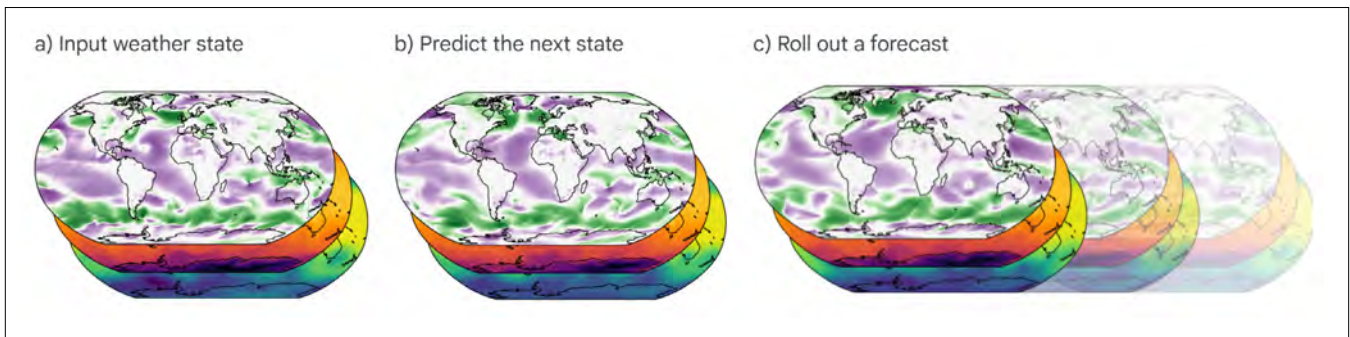 a) Input weather state
b) Predict the next state
c) Roll out a forecast